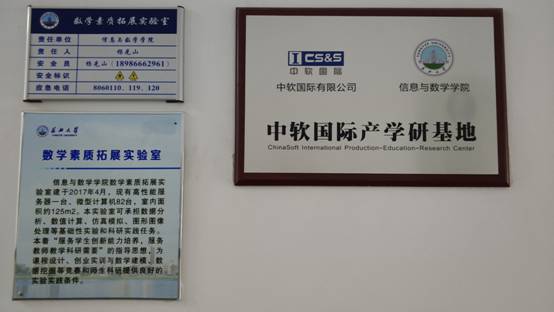 数学素质拓展实验室
责任单位 信息与数学学院
责任人 杨光山
安全员 杨光山(18986662961)
安全标识
应急电话 8060110、119、120
长江大学
数学素质拓展实验室
信息与数学学院数学素质拓展实
验室建于2017年4月，现有高性能服
务器一台、微型计算机82台，室内面
积约125m2。本实验室可承担数据分
析、数值计算、仿真模拟、图形图像
处理等基础性实验和科研实践任务。
本着“服务学生创新能力培养，服务
教师教学科研需要”的指导思想，为
课程设计、创业实训与数学建模、数
据挖掘等竞赛和师生科研提供良好的
实验实践条件。
CS&S
中软国际
中软国际有限公司
信息与数学学院
中软国际产学研基地
ChinaSoft International Production-Education-Research Center